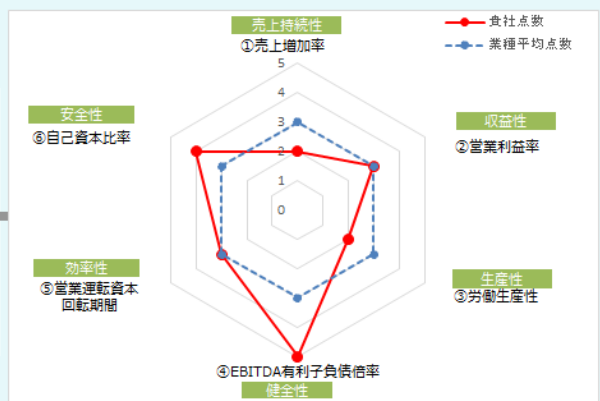 売上持続性
①売上増加率
貴社点数
業種平均点数
5
4
3
2
1
0
収益性
②営業利益率
生産性
③労働生産性
④EBITDA有利子負債倍率
健全性
効率性
⑤営業運転資本
回転期間
安全性
⑥自己資本比率